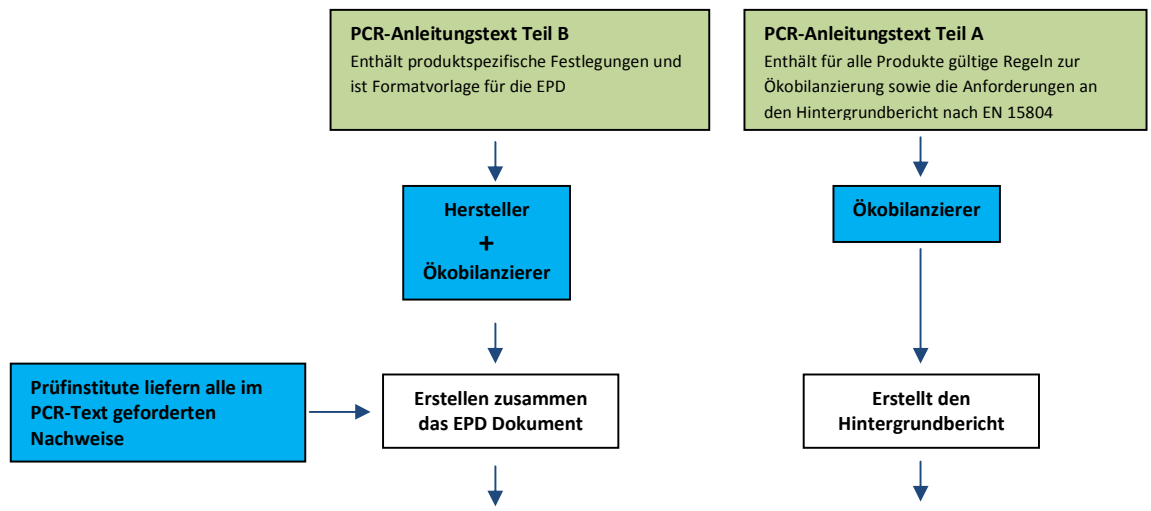 PCR-Anleitungstext Teil B
Enthält produktspezifische Festlegungen und
ist Formatvorlage für die EPD
PCR-Anleitungstext Teil A
Enthält für alle Produkte gültige Regeln zur
Ökobilanzierung sowie die Anforderungen an
den Hintergrundbericht nach EN 15804
Hersteller
+
Ökobilanzierer
Ökobilanzierer
Prüfinstitute liefern alle im
PCR-Text geforderten
Nachweise
Erstellen zusammen
das EPD Dokument
Erstellt den
Hintergrundbericht